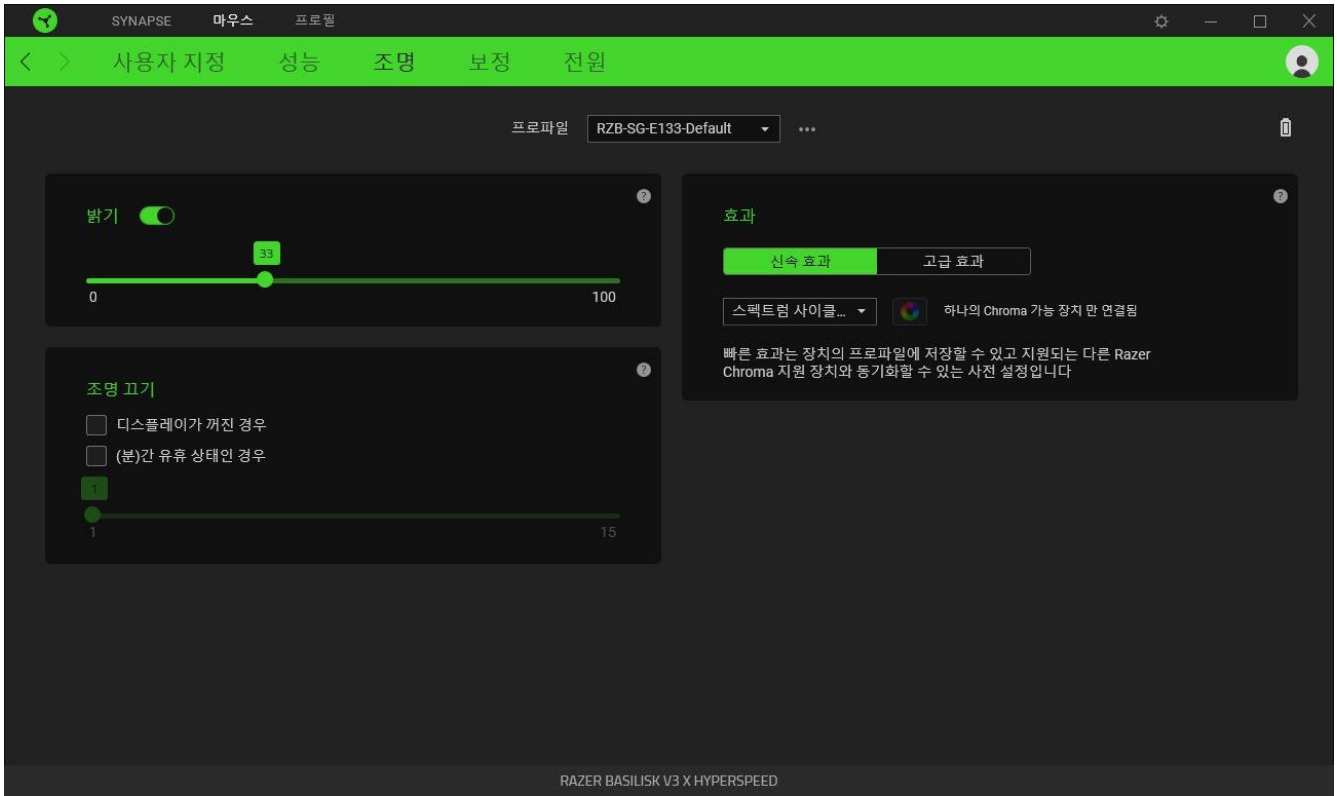 SYNAPSE 마우스 프로필
사용자 지정 성능 조명 보정 전원
프로파일 RZB-SG-E133-Default
밝기
33
0 100
조명 끄기
디스플레이가 꺼진 경우
(분)간 유휴 상태인 경우
1
1 15
효과
신속 효과 고급 효과
스펙트럼 사이클... 하나의 Chroma 가능 장치 만 연결됨
빠른 효과는 장치의 프로파일에 저장할 수 있고 지원되는 다른 Razer
Chroma 지원 장치와 동기화할 수 있는 사전 설정입니다
RAZER BASILISK V3 X HYPERSPEED